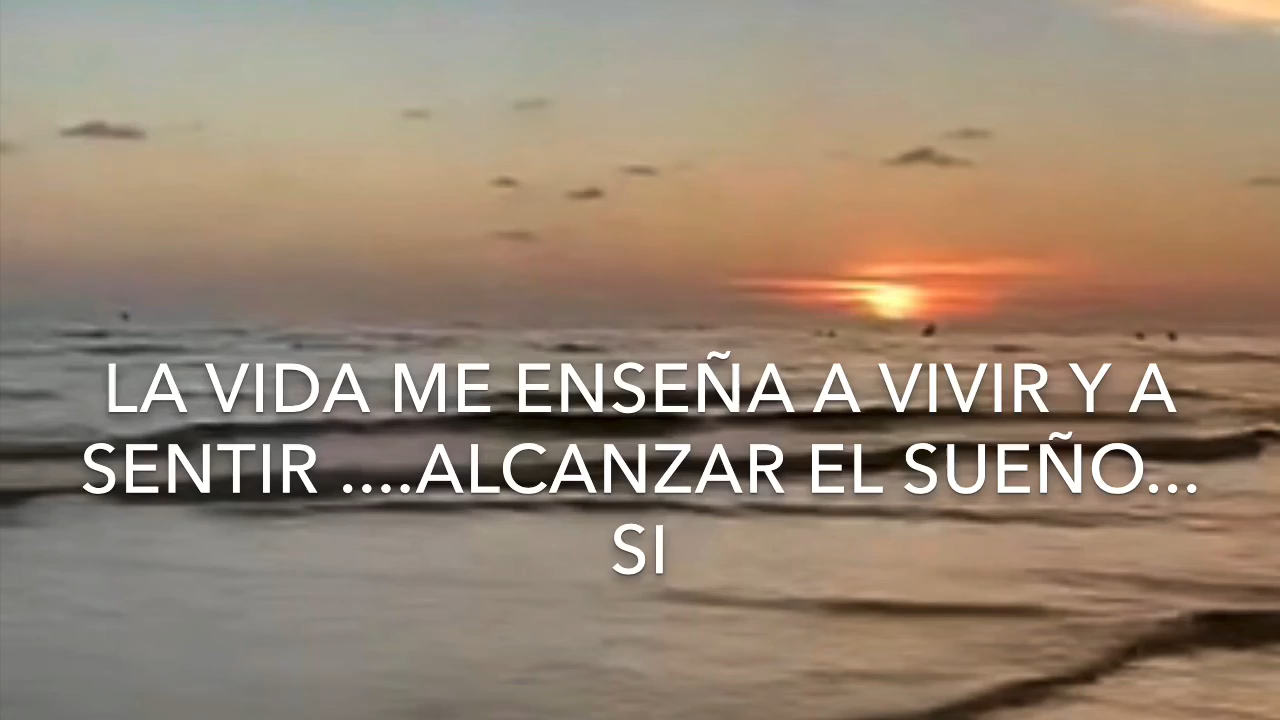 LA VIDA ME ENSEÑA A VIVIR Y A
SENTIR ....ALCANZAR EL SUEÑO...
SI